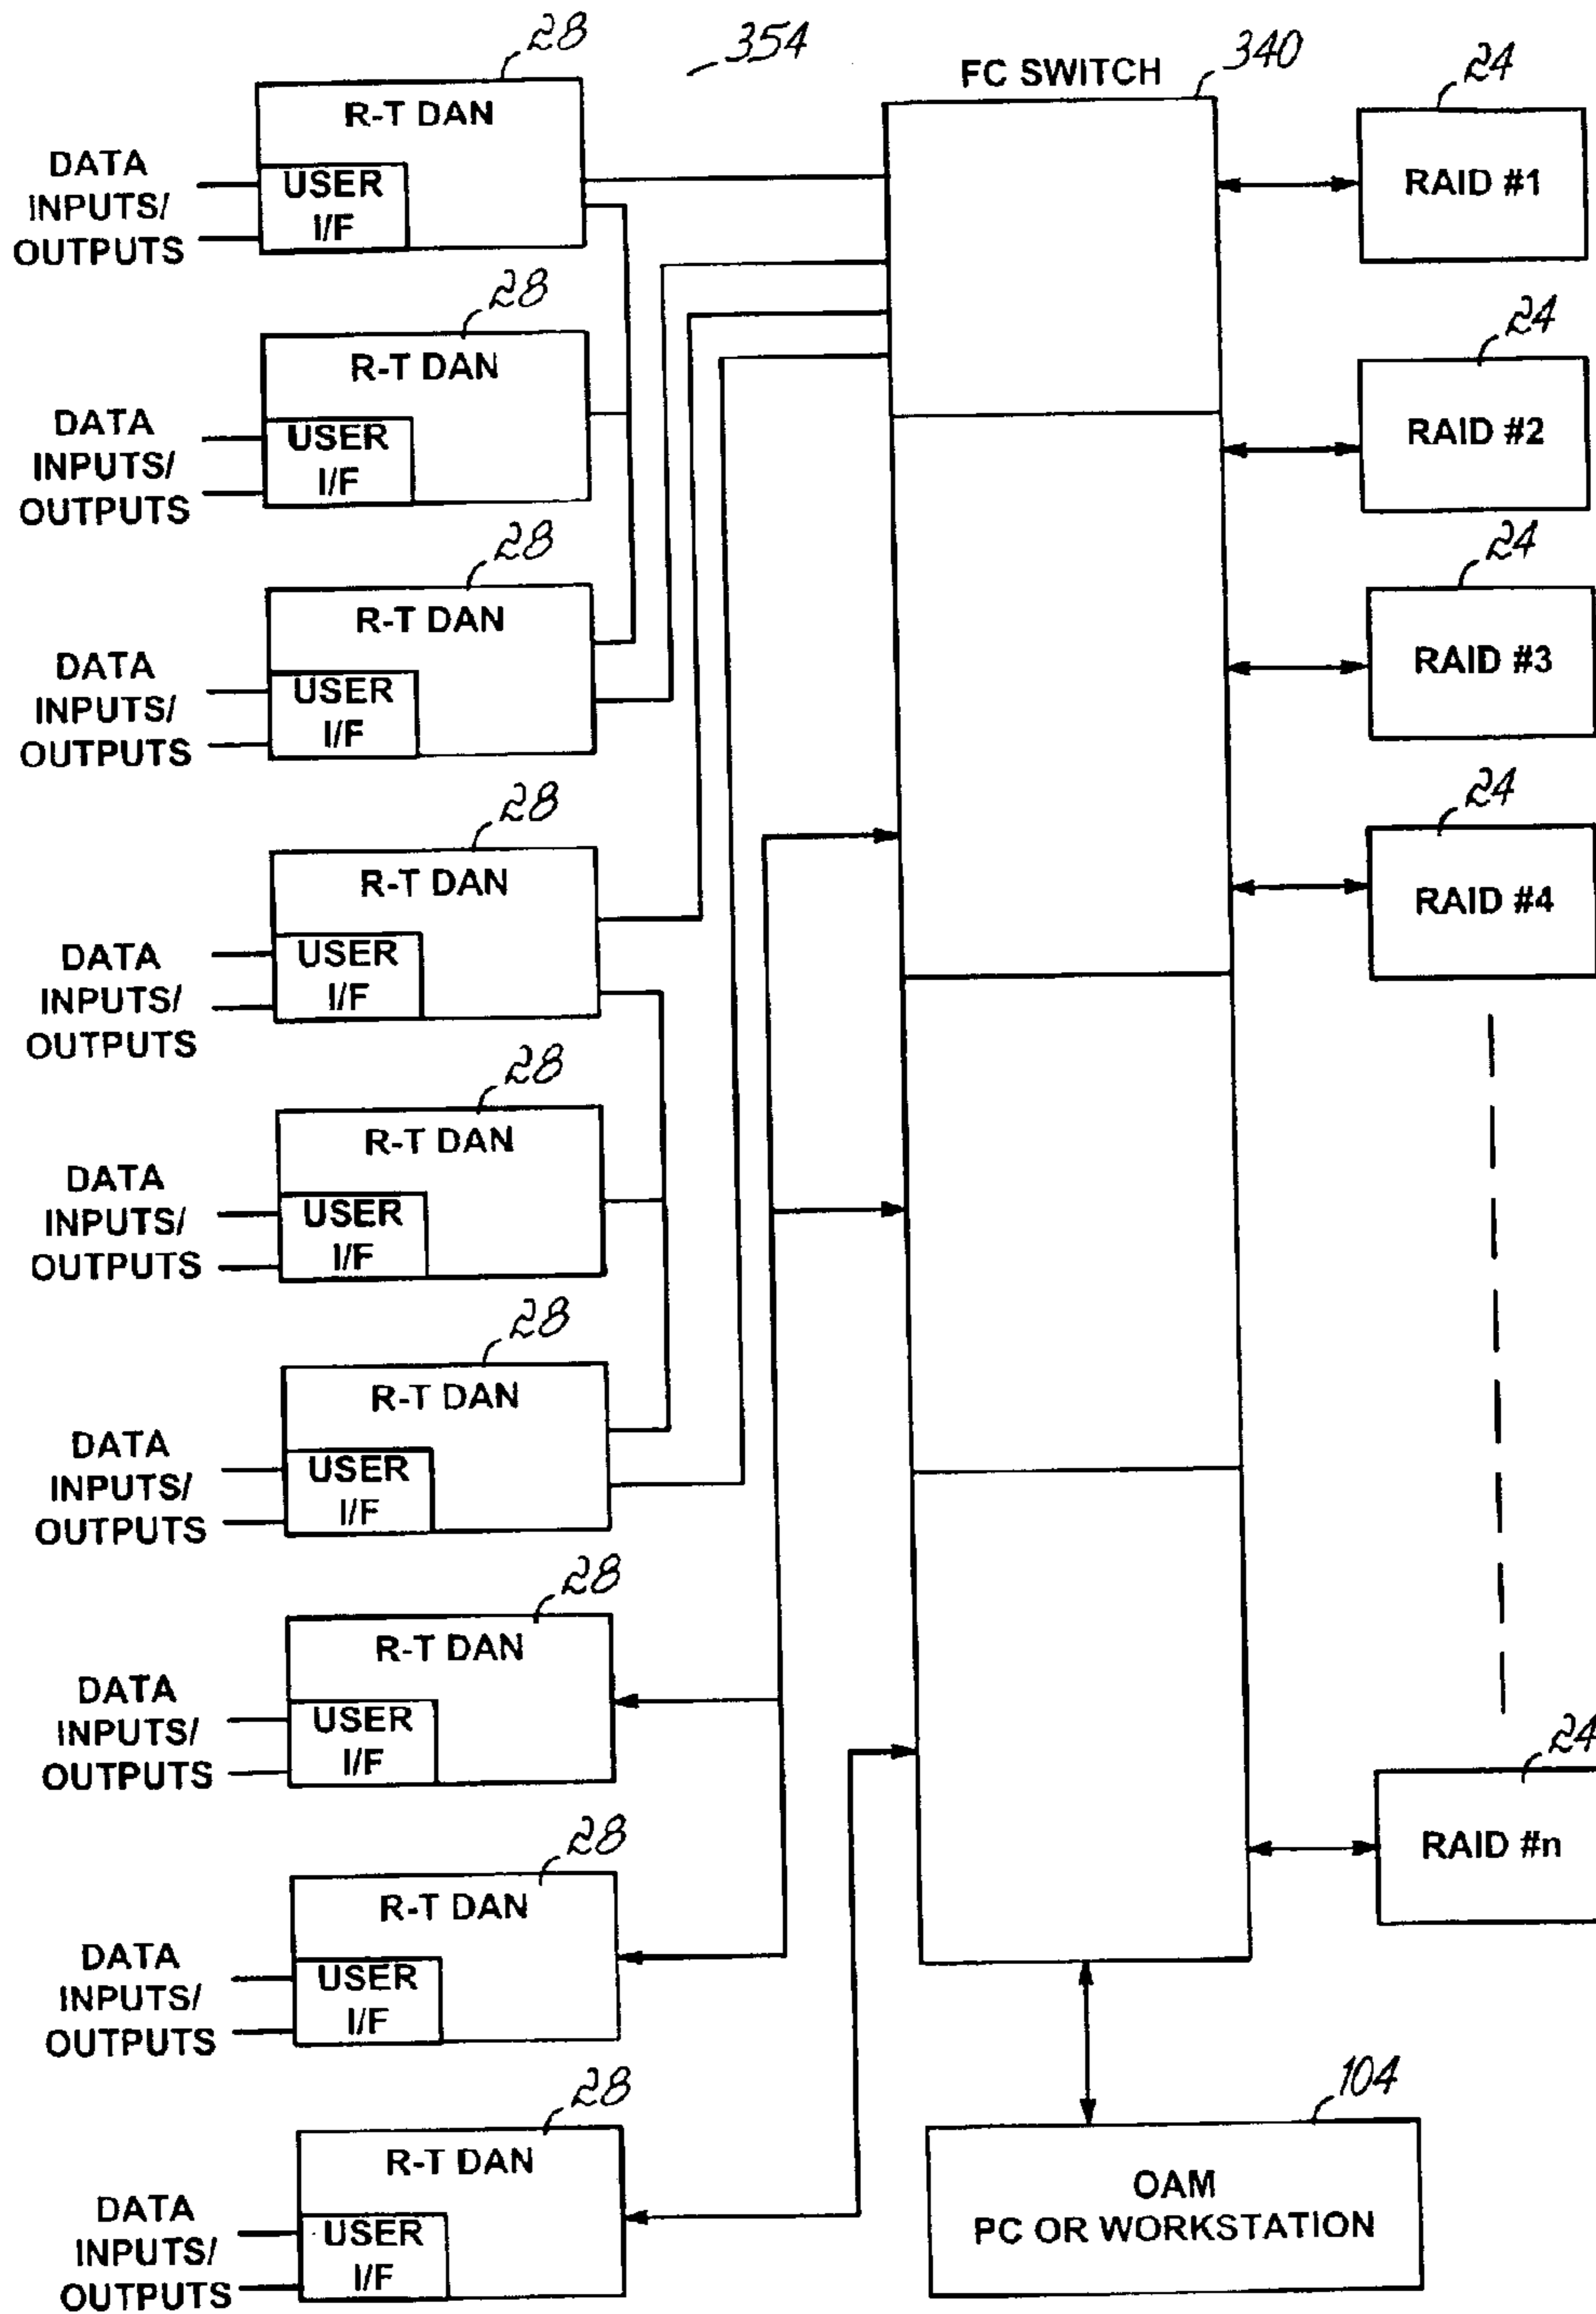 354
FC SWITCH
340
28
R-T DAN
USER
I/F
DATA
INPUTS/
OUTPUTS
28
R-T DAN
USER
I/F
DATA
INPUTS/
OUTPUTS
28
R-T DAN
USER
I/F
DATA
INPUTS/
OUTPUTS
28
R-T DAN
USER
I/F
DATA
INPUTS/
OUTPUTS
28
R-T DAN
USER
I/F
DATA
INPUTS/
OUTPUTS
28
R-T DAN
USER
I/F
DATA
INPUTS/
OUTPUTS
28
R-T DAN
USER
I/F
DATA
INPUTS/
OUTPUTS
28
R-T DAN
USER
I/F
DATA
INPUTS/
OUTPUTS
28
R-T DAN
USER
I/F
DATA
INPUTS/
OUTPUTS
24
RAID #1
24
RAID #2
24
RAID #3
24
RAID #4
24
RAID #n
104
OAM
PC OR WORKSTATION